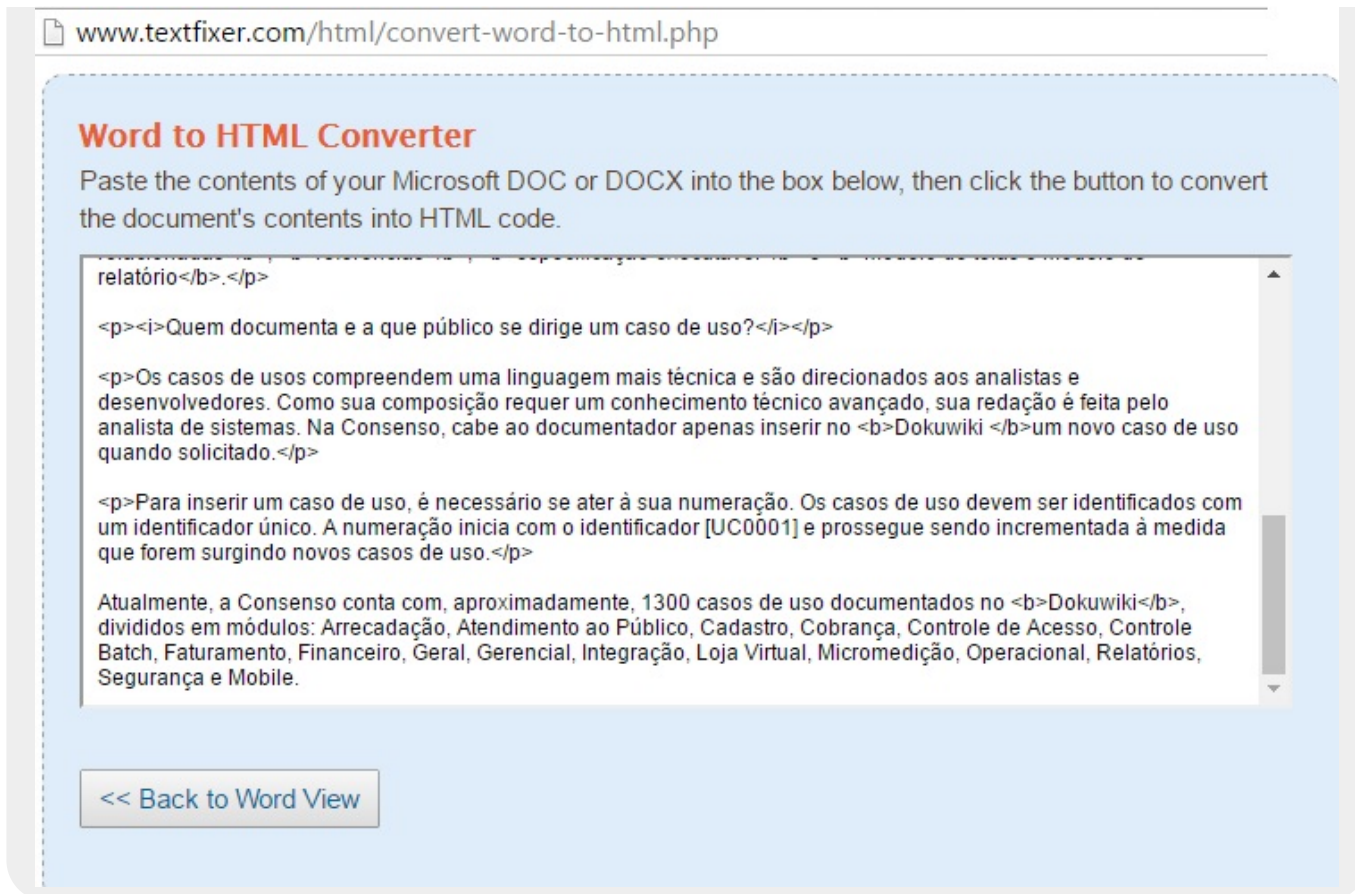 www.textfixer.com/html/convert-word-to-html.php
Word to HTML Converter
Paste the contents of your Microsoft DOC or DOCX into the box below, then click the button to convert
the document's contents into HTML code.
relatório</b>.</p>
<p><i>Quem documenta e a que público se dirige um caso de uso?</i></p>
<p>Os casos de usos compreendem uma linguagem mais técnica e são direcionados aos analistas e
desenvolvedores. Como sua composição requer um conhecimento técnico avançado, sua redação é feita pelo
analista de sistemas. Na Consenso, cabe ao documentador apenas inserir no <b>Dokuwiki </b>um novo caso de uso
quando solicitado.</p>
<p>Para inserir um caso de uso, é necessário se ater à sua numeração. Os casos de uso devem ser identificados com
um identificador único. A numeração inicia com o identificador [UC0001] e prossegue sendo incrementada à medida
que forem surgindo novos casos de uso.</p>
Atualmente, a Consenso conta com, aproximadamente, 1300 casos de uso documentados no <b>Dokuwiki</b>,
divididos em módulos: Arrecadação, Atendimento ao Público, Cadastro, Cobrança, Controle de Acesso, Controle
Batch, Faturamento, Financeiro, Geral, Gerencial, Integração, Loja Virtual, Micromedição, Operacional, Relatórios,
Segurança e Mobile.
<< Back to Word View